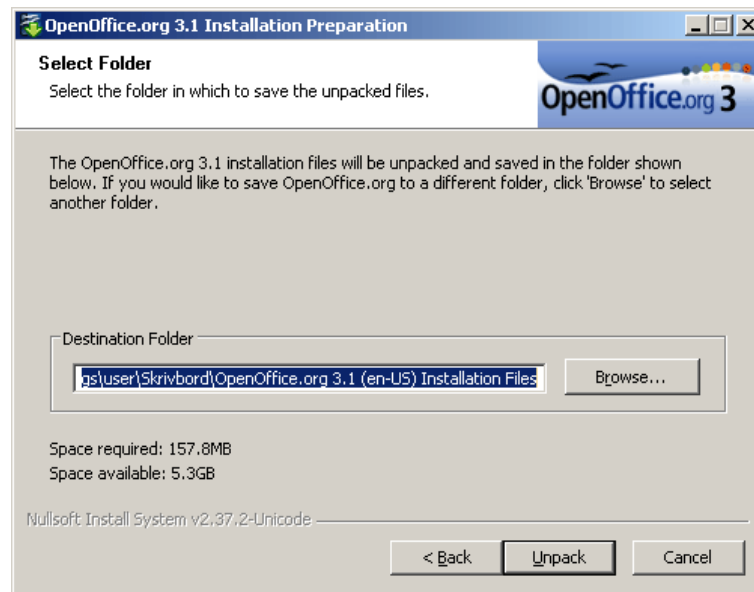 OpenOffice.org 3.1 Installation Preparation
Select Folder
Select the folder in which to save the unpacked files.
OpenOffice.org 3
The OpenOffice.org 3.1 installation files will be unpacked and saved in the folder shown
below. If you would like to save OpenOffice.org to a different folder, click 'Browse' to select
another folder.
Destination Folder
gs\user\Skrivbord\OpenOffice.org 3.1 (en-US) Installation Files
Browse...
Space required: 157.8MB
Space available: 5.3GB
Nullsoft Install System v2.37.2-Unicode
< Back
Unpack
Cancel